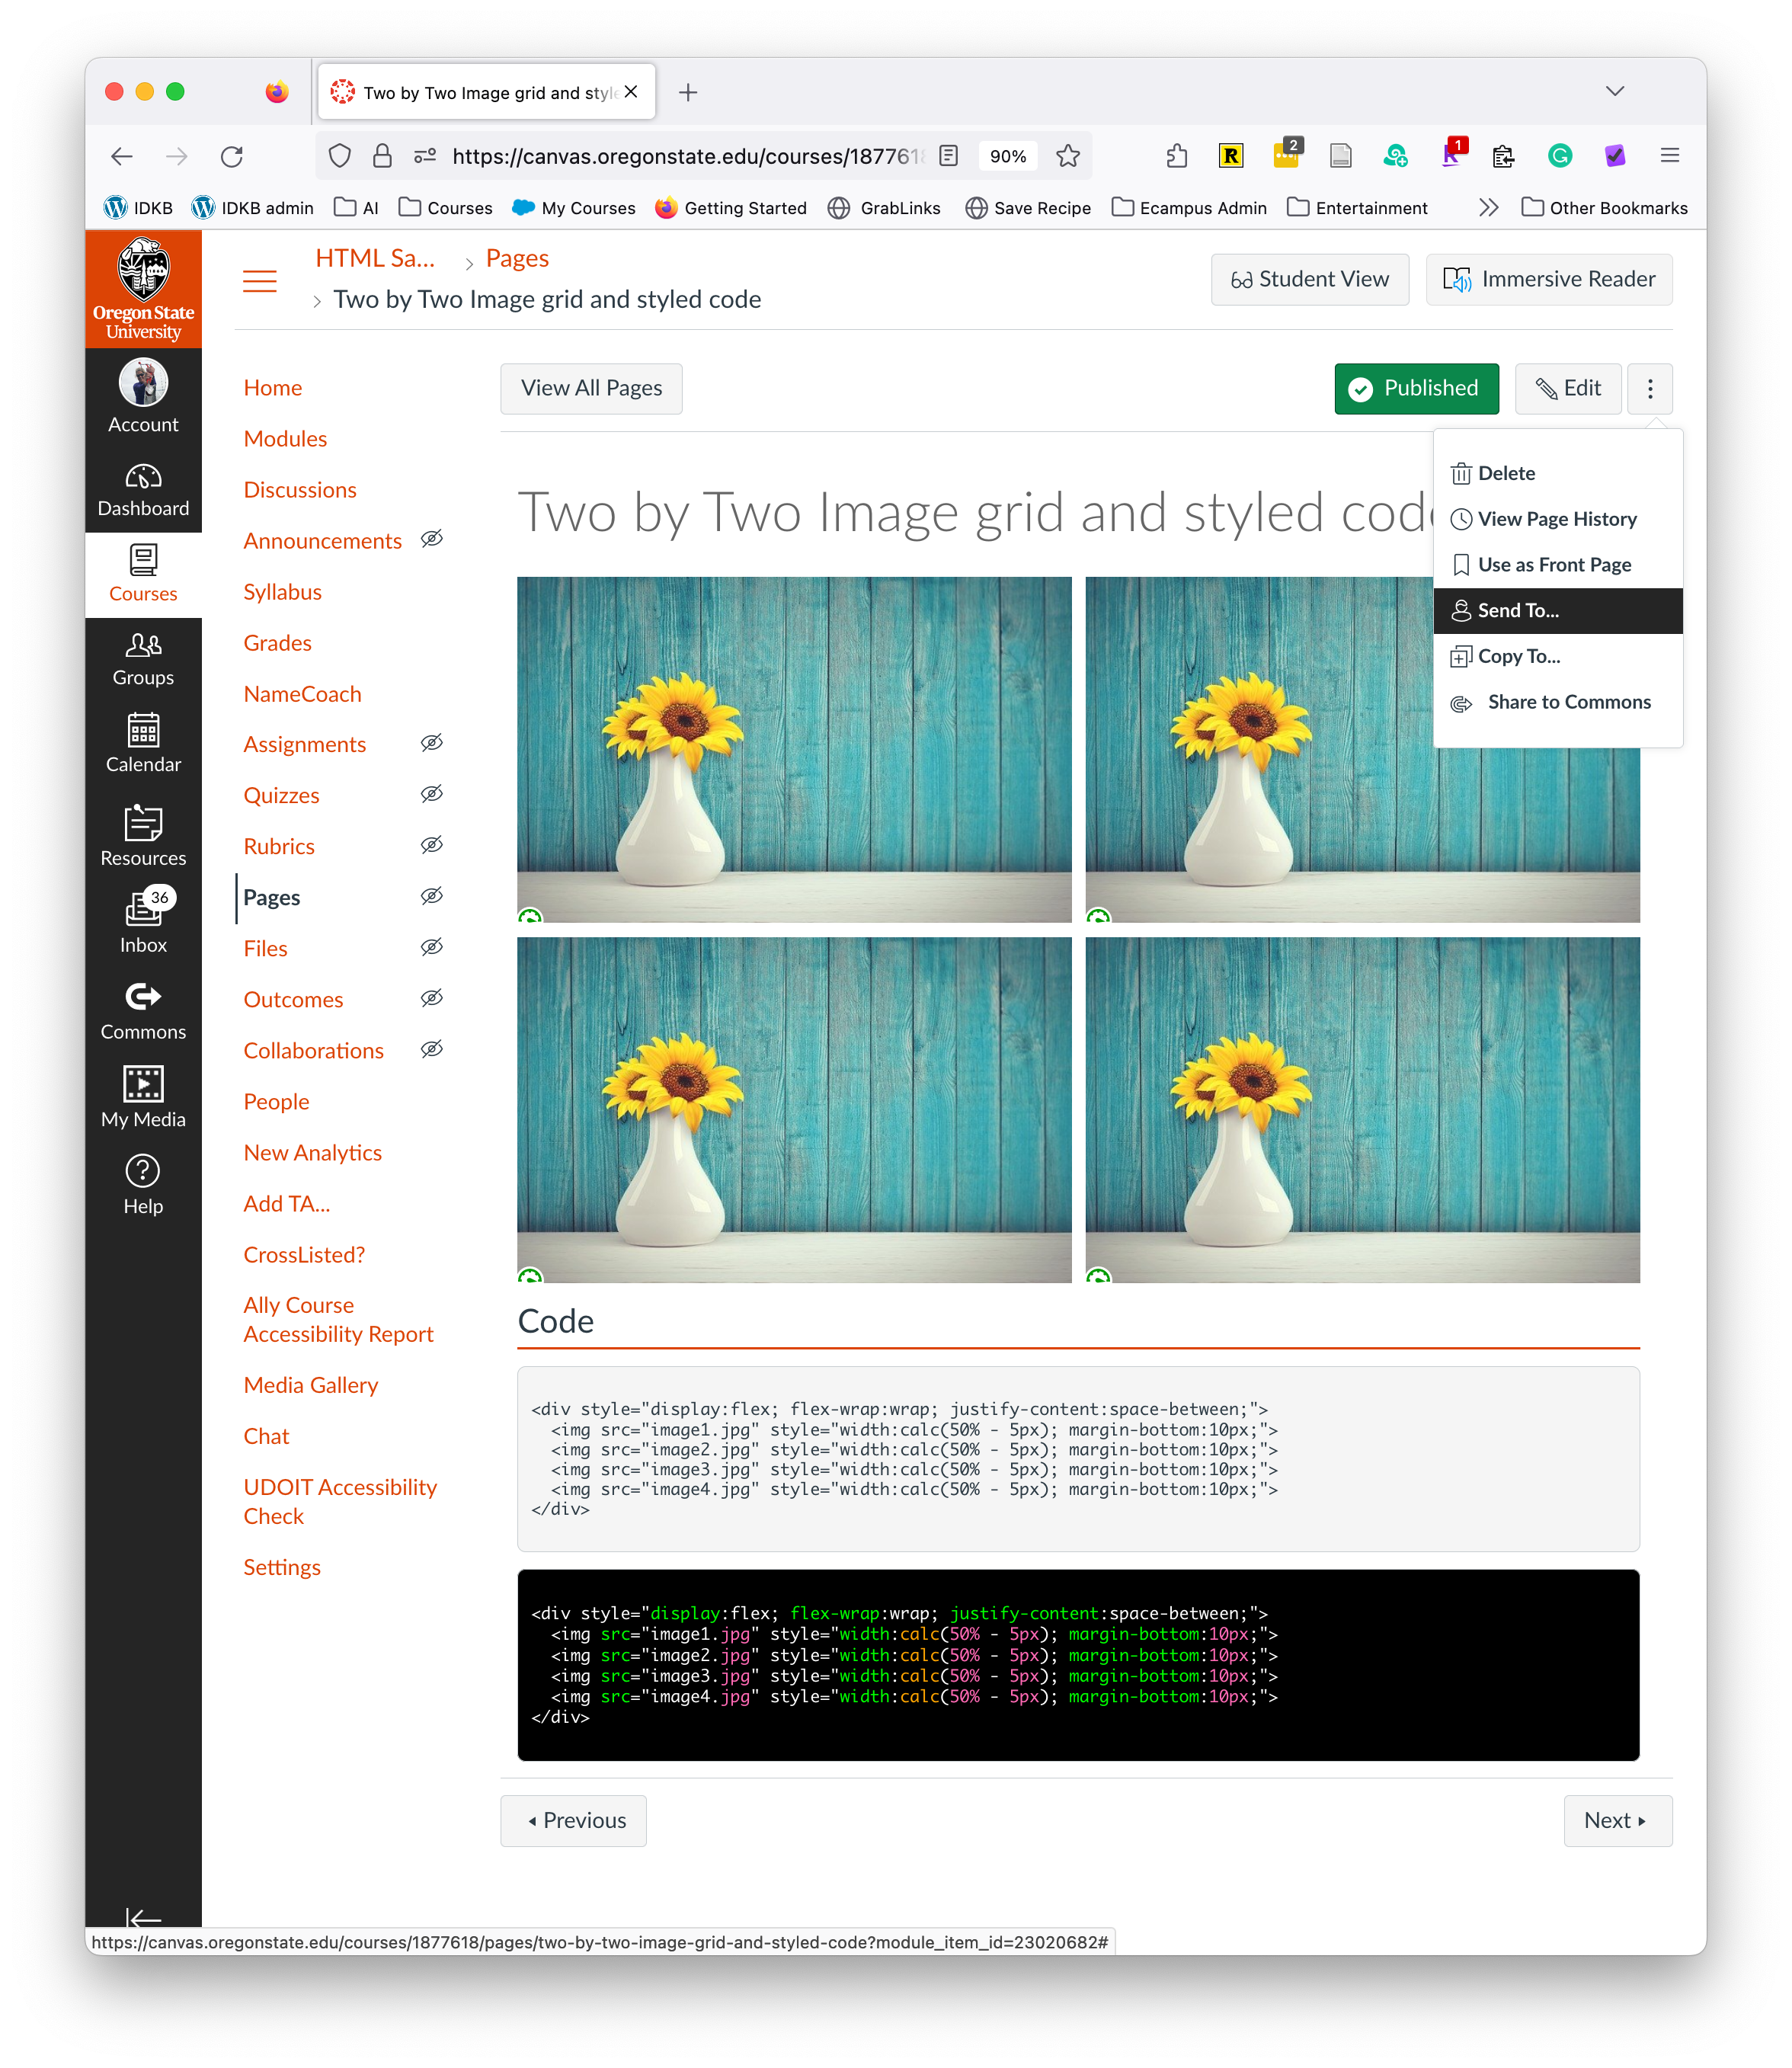 Two by Two Image grid and style
https://canvas.oregonstate.edu/courses/187761
90%
2
1
IDKB
IDKB admin
AI
Courses
My Courses
Getting Started
GrabLinks
Save Recipe
Ecampus Admin
Entertainment
Other Bookmarks
Oregon State
University
Account
Dashboard
Courses
Groups
Calendar
Resources
36
Inbox
Commons
My Media
Help
HTML Sa...
Pages
Two by Two Image grid and styled code
Student View
Immersive Reader
Home
Modules
Discussions
Announcements
Syllabus
Grades
NameCoach
Assignments
Quizzes
Rubrics
Pages
Files
Outcomes
Collaborations
People
New Analytics
Add TA...
CrossListed?
Ally Course
Accessibility Report
Media Gallery
Chat
UDOIT Accessibility
Check
Settings
View All Pages
Published
Edit
Delete
View Page History
Use as Front Page
Send To...
Copy To...
Share to Commons
Two by Two Image grid and styled code
Code
<div style="display:flex; flex-wrap:wrap; justify-content:space-between;">
<img src="image1.jpg" style="width:calc(50% - 5px); margin-bottom:10px;">
<img src="image2.jpg" style="width:calc(50% - 5px); margin-bottom:10px;">
<img src="image3.jpg" style="width:calc(50% - 5px); margin-bottom:10px;">
<img src="image4.jpg" style="width:calc(50% - 5px); margin-bottom:10px;">
</div>
<div style="display:flex; flex-wrap:wrap; justify-content:space-between;">
<img src="image1.jpg" style="width:calc(50% - 5px); margin-bottom:10px;">
<img src="image2.jpg" style="width:calc(50% - 5px); margin-bottom:10px;">
<img src="image3.jpg" style="width:calc(50% - 5px); margin-bottom:10px;">
<img src="image4.jpg" style="width:calc(50% - 5px); margin-bottom:10px;">
</div>
Previous
Next
https://canvas.oregonstate.edu/courses/1877618/pages/two-by-two-image-grid-and-styled-code?module_item_id=23020682#